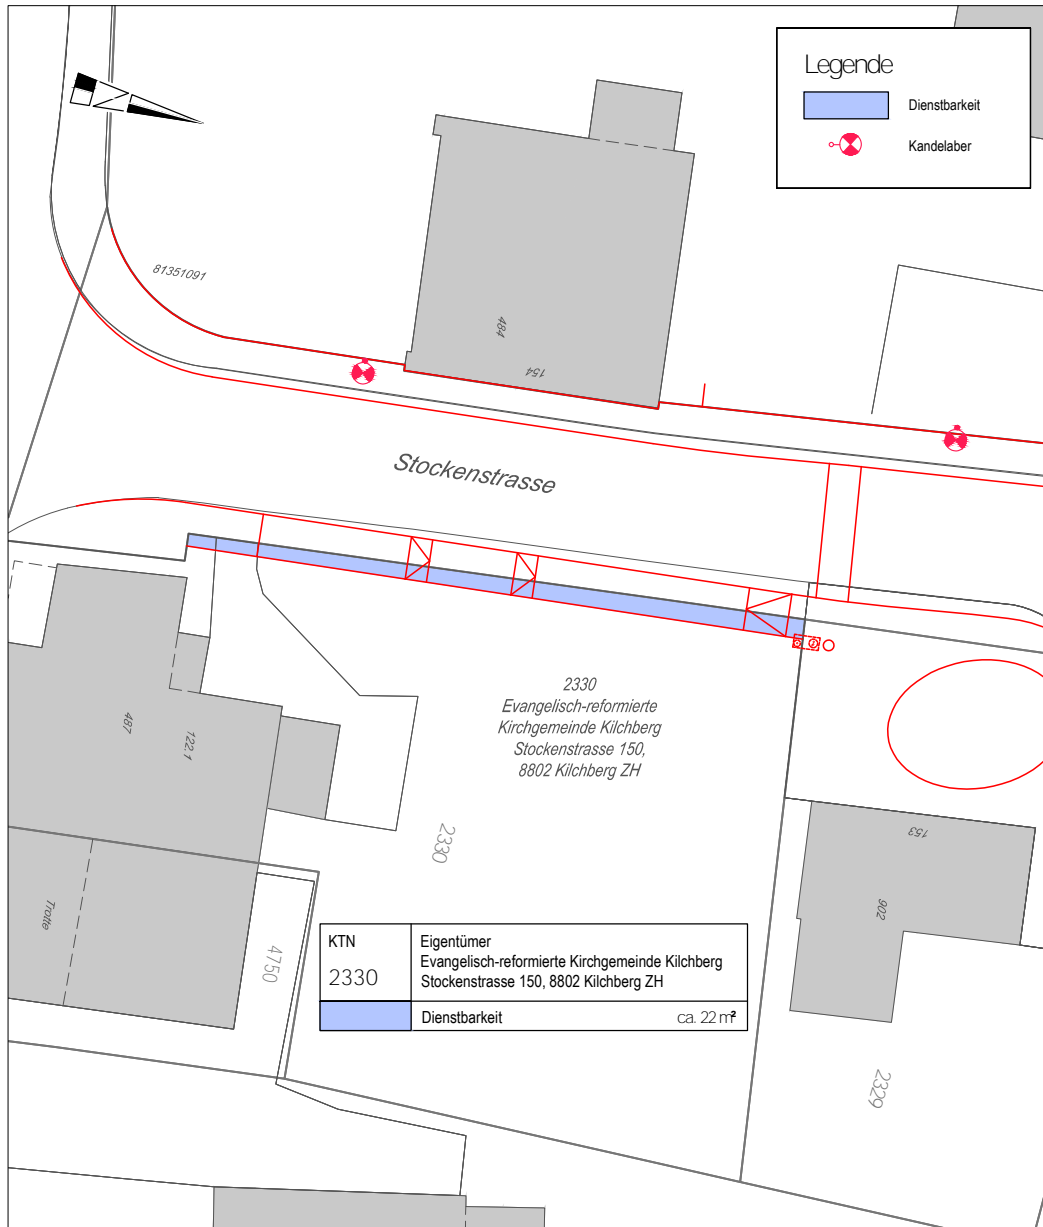 Legende
Dienstbarkeit
Kandelaber
81351091
484
154
Stockenstrasse
2330
Evangelisch-reformierte
Kirchgemeinde Kilchberg
Stockenstrasse 150,
8802 Kilchberg ZH
487
122.1
2330
153
902
Trotte
4750
KTN
2330
Eigentümer
Evangelisch-reformierte Kirchgemeinde Kilchberg
Stockenstrasse 150, 8802 Kilchberg ZH
Dienstbarkeit ca. 22 m²
2329